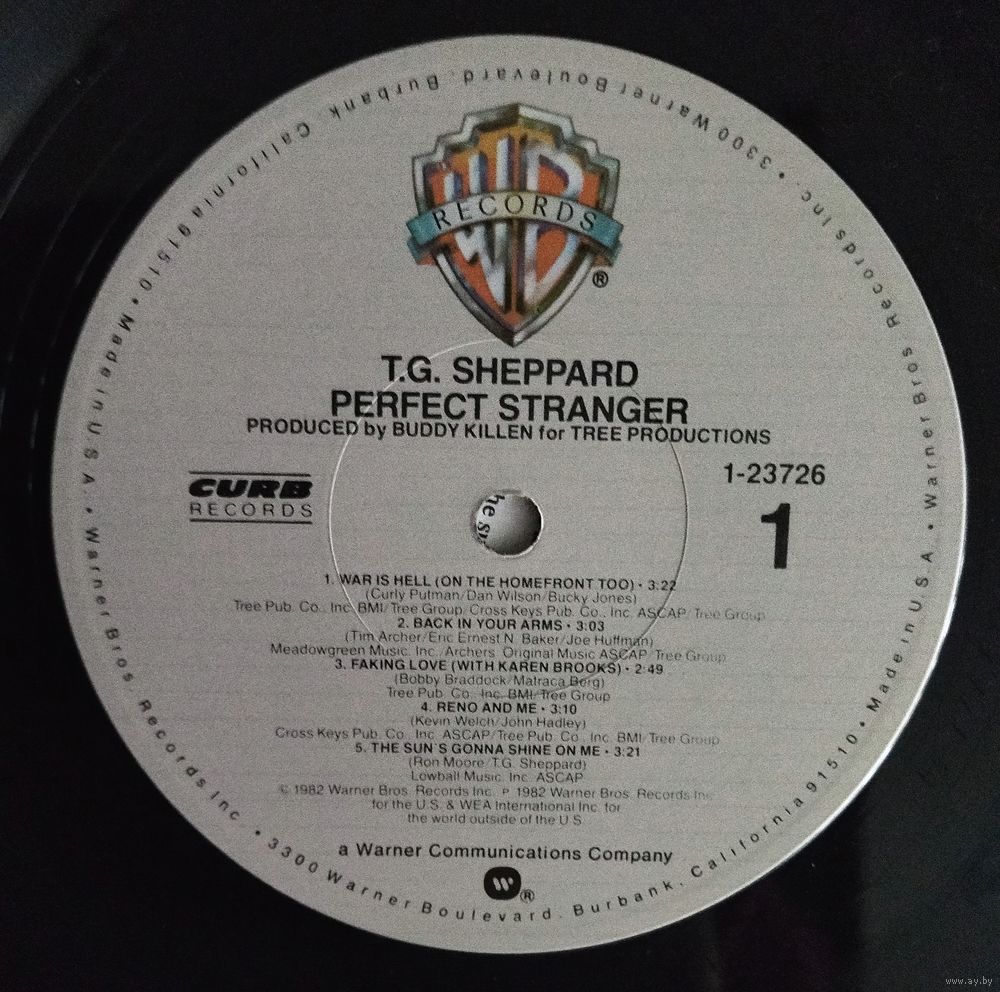 RECORDS
WB
®
T.G. SHEPPARD
PERFECT STRANGER
PRODUCED by BUDDY KILLEN for TREE PRODUCTIONS
CURB
RECORDS
1-23726
1
he su
1. WAR IS HELL (ON THE HOMEFRONT TOO) • 3:22
(Curly Putman/Dan Wilson/Bucky Jones)
Tree Pub. Co., Inc. BMI/Tree Group/Cross Keys Pub. Co., Inc. ASCAP/Tree Group
2. BACK IN YOUR ARMS • 3:03
(Tim Archer/Eric Ernest N. Baker/Joe Huffman)
Meadowgreen Music. Inc./Archers' Original Music ASCAP/Tree Group
3. FAKING LOVE (WITH KAREN BROOKS) • 2:49
(Bobby Braddock/Matraca Berg)
Tree Pub. Co., Inc. BMI/Tree Group
4. RENO AND ME • 3:10
(Kevin Welch/John Hadley)
Cross Keys Pub. Co., Inc. ASCAP/Tree Pub. Co., Inc. BMI/Tree Group
5. THE SUN'S GONNA SHINE ON ME • 3:21
(Ron Moore/T.G. Sheppard)
Lowball Music. Inc. ASCAP
© 1982 Warner Bros. Records Inc. ℗ 1982 Warner Bros. Records Inc.
for the U.S. & WEA International Inc. for
the world outside of the U.S.
a Warner Communications Company
W®
Warner Bros. Records Inc. • 3300 Warner Boulevard. Burbank. California 91510 • Made in U.S.A. • Warner Bros Records Inc. • 3300 Warner Boulevard. Burbank. California 91510 • Made in U.S.A. •
www.ay.by